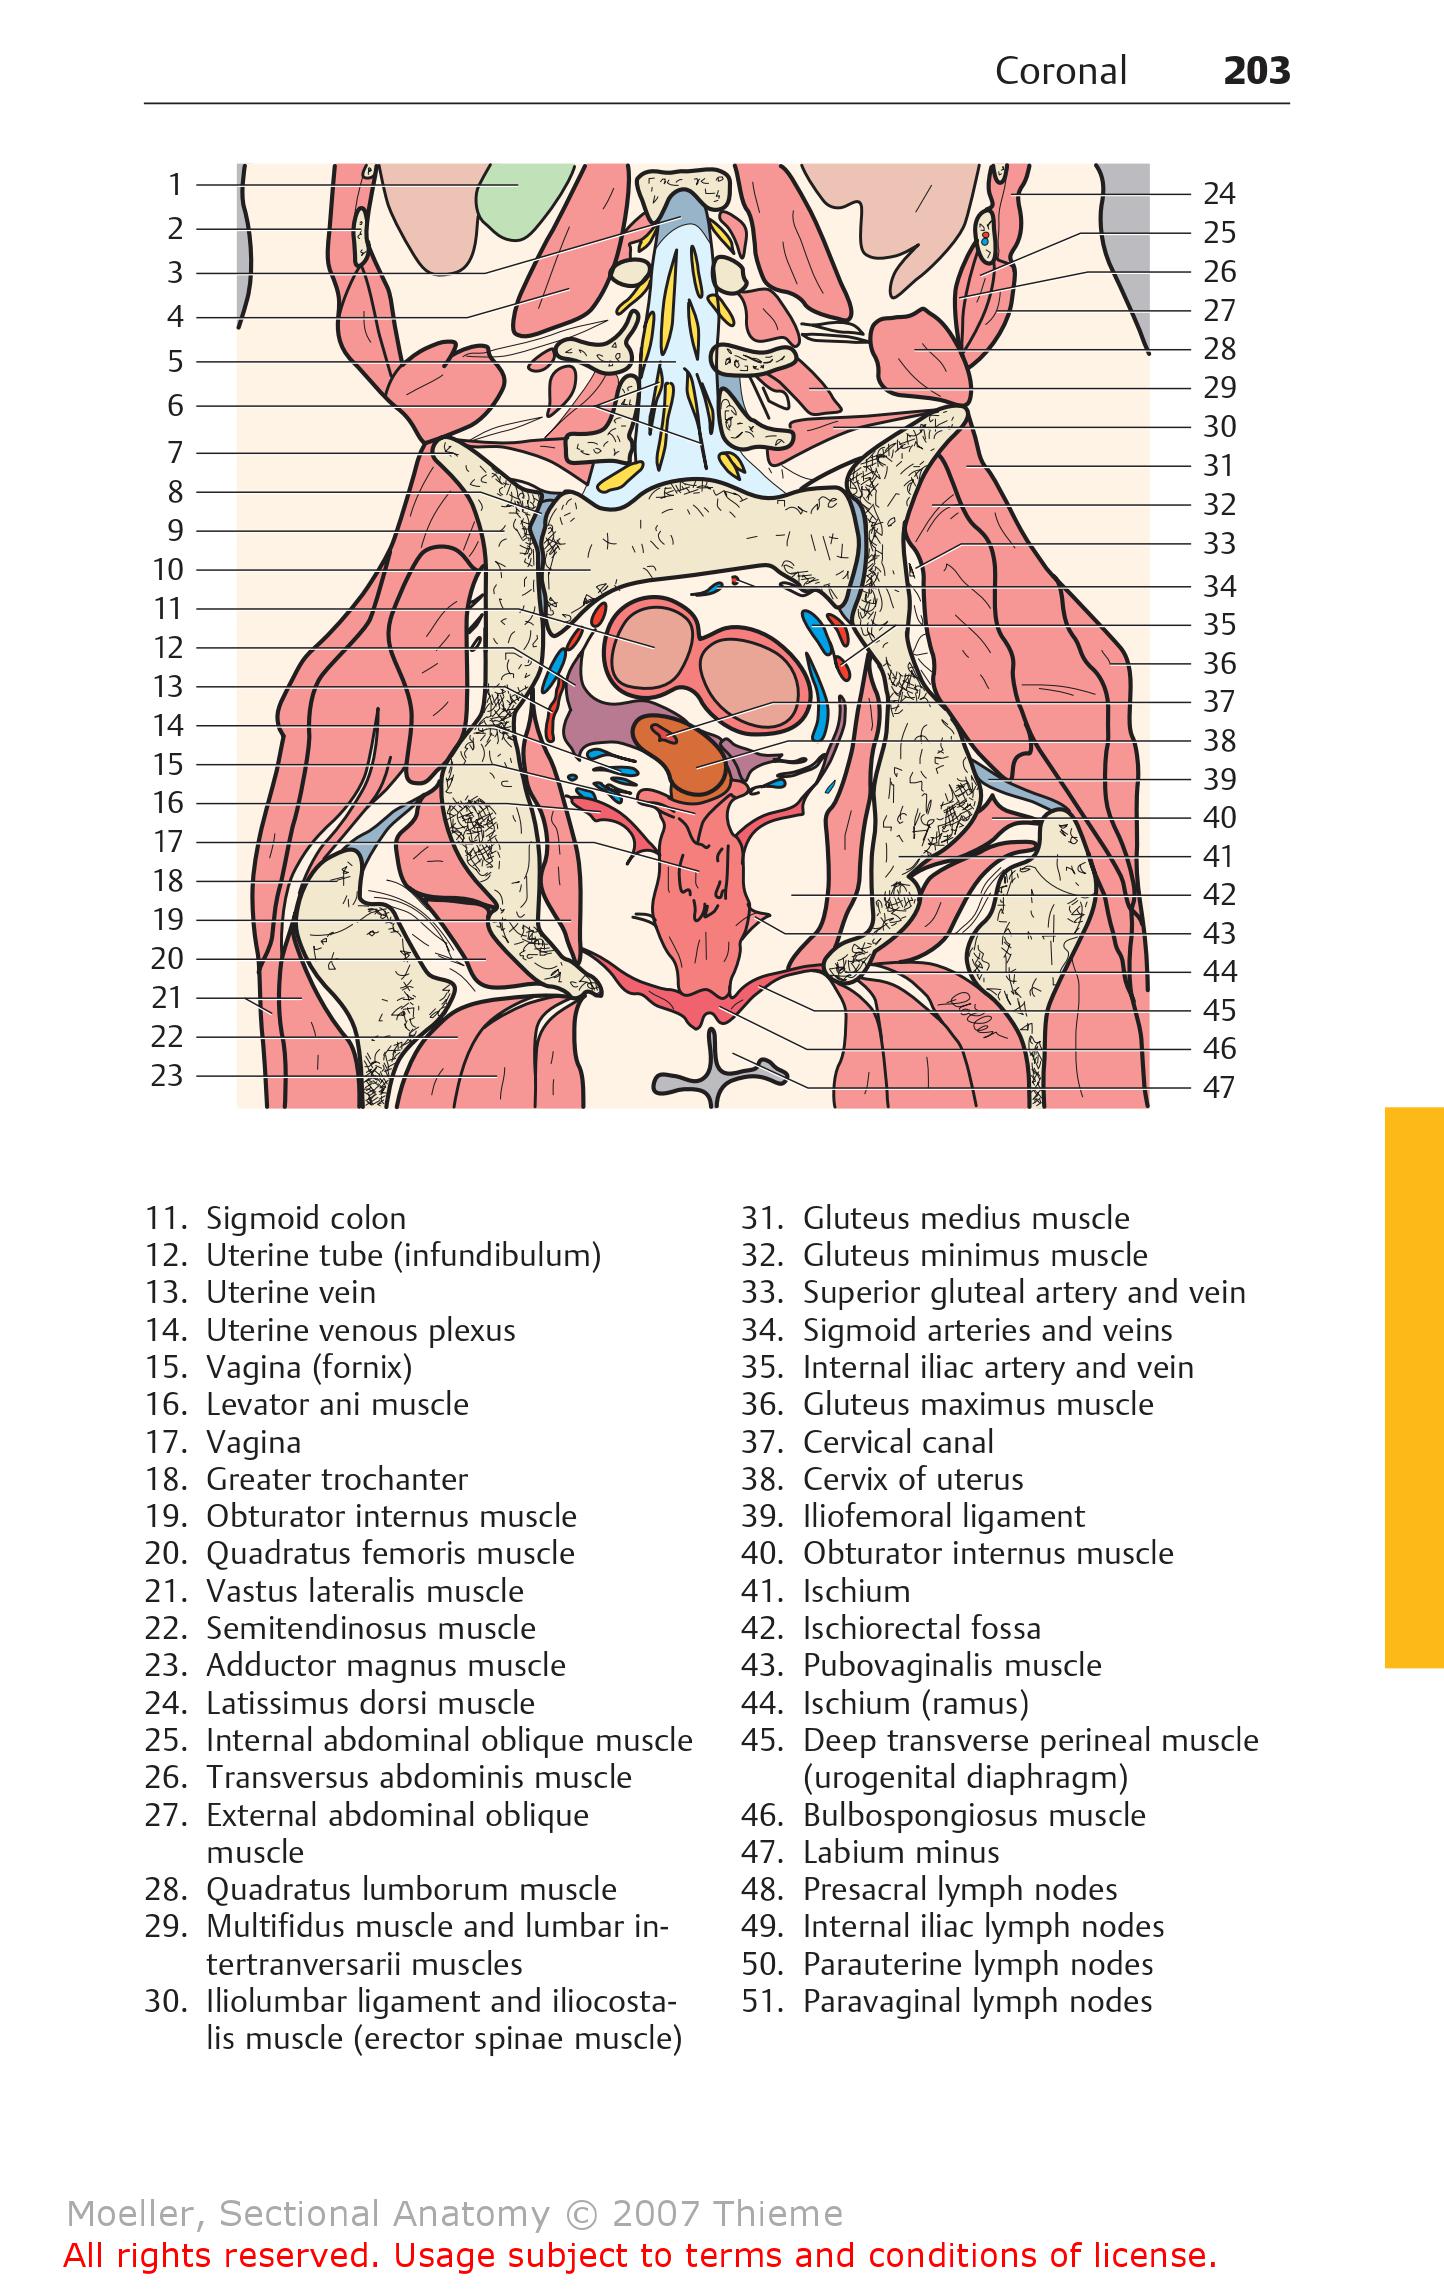 Coronal 203
1
2
3
4
5
6
7
8
9
10
11
12
13
14
15
16
17
18
19
20
21
22
23
24
25
26
27
28
29
30
31
32
33
34
35
36
37
38
39
40
41
42
43
44
45
46
47
11. Sigmoid colon
12. Uterine tube (infundibulum)
13. Uterine vein
14. Uterine venous plexus
15. Vagina (fornix)
16. Levator ani muscle
17. Vagina
18. Greater trochanter
19. Obturator internus muscle
20. Quadratus femoris muscle
21. Vastus lateralis muscle
22. Semitendinosus muscle
23. Adductor magnus muscle
24. Latissimus dorsi muscle
25. Internal abdominal oblique muscle
26. Transversus abdominis muscle
27. External abdominal oblique
muscle
28. Quadratus lumborum muscle
29. Multifidus muscle and lumbar in-
tertranversarii muscles
30. Iliolumbar ligament and iliocosta-
lis muscle (erector spinae muscle)
31. Gluteus medius muscle
32. Gluteus minimus muscle
33. Superior gluteal artery and vein
34. Sigmoid arteries and veins
35. Internal iliac artery and vein
36. Gluteus maximus muscle
37. Cervical canal
38. Cervix of uterus
39. Iliofemoral ligament
40. Obturator internus muscle
41. Ischium
42. Ischiorectal fossa
43. Pubovaginalis muscle
44. Ischium (ramus)
45. Deep transverse perineal muscle
(urogenital diaphragm)
46. Bulbospongiosus muscle
47. Labium minus
48. Presacral lymph nodes
49. Internal iliac lymph nodes
50. Parauterine lymph nodes
51. Paravaginal lymph nodes
Moeller, Sectional Anatomy © 2007 Thieme
All rights reserved. Usage subject to terms and conditions of license.